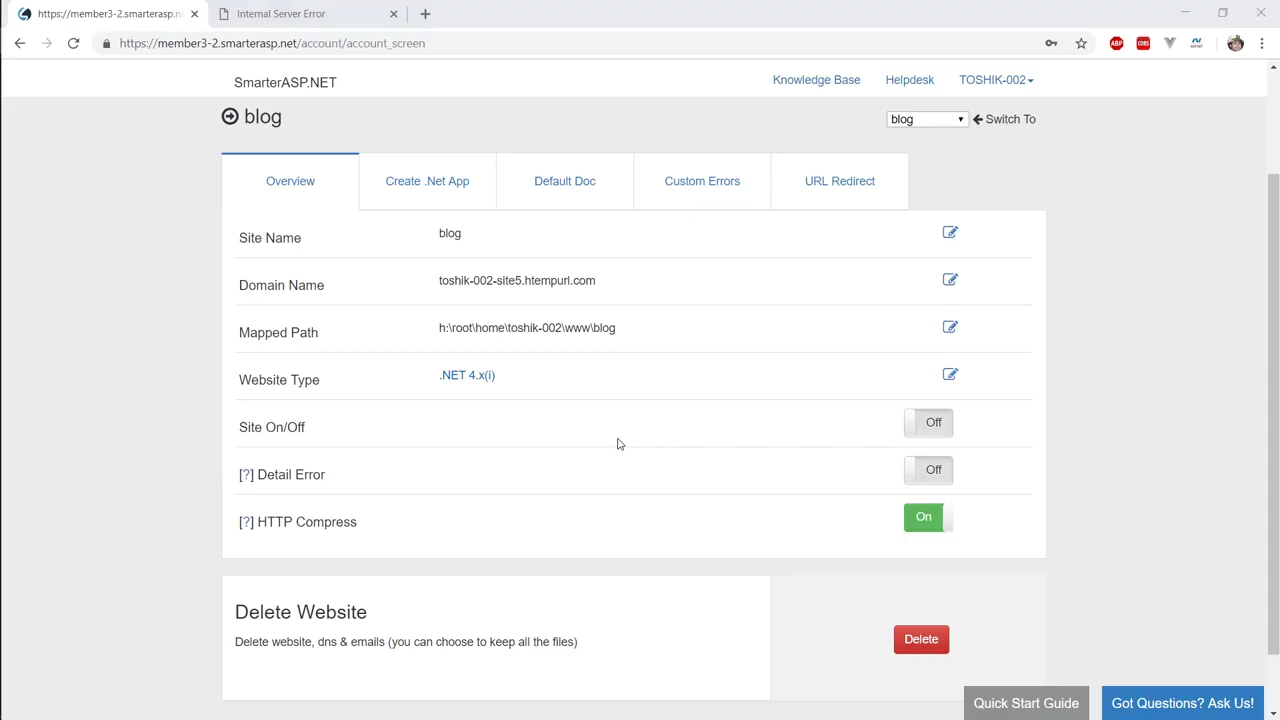 https://member3-2.smarterasp.n
Internal Server Error
https://member3-2.smarterasp.net/account/account_screen
ABP
CORS
SmarterASP.NET
Knowledge Base
Helpdesk
TOSHIK-002
blog
blog
Switch To
Overview
Create .Net App
Default Doc
Custom Errors
URL Redirect
Site Name
blog
Domain Name
toshik-002-site5.htempurl.com
Mapped Path
h:\root\home\toshik-002\www\blog
Website Type
.NET 4.x(i)
Site On/Off
Off
[?] Detail Error
Off
[?] HTTP Compress
On
Delete Website
Delete website, dns & emails (you can choose to keep all the files)
Delete
Quick Start Guide
Got Questions? Ask Us!